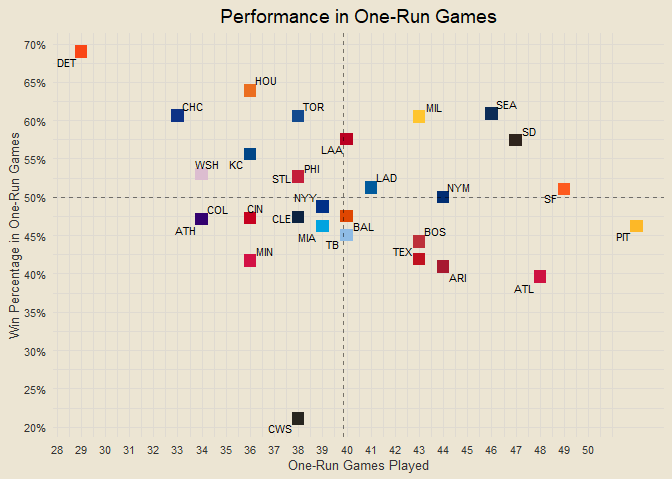 Performance in One-Run Games
70%
DET
65%
HOU
CHC
TOR
MIL
SEA
60%
SD
LAA
Win Percentage in One-Run Games
55%
WSH
KC
PHI
STL
LAD
NYM
50%
NYY
SF
COL
CIN
CLE
BAL
ATH
MIA
TB
BOS
PIT
45%
MIN
TEX
ARI
40%
ATL
35%
30%
25%
CWS
20%
28 29 30 31 32 33 34 35 36 37 38 39 40 41 42 43 44 45 46 47 48 49 50
One-Run Games Played